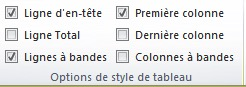 Ligne d'en-tête Première colonne
Ligne Total Dernière colonne
Lignes à bandes Colonnes à bandes
Options de style de tableau